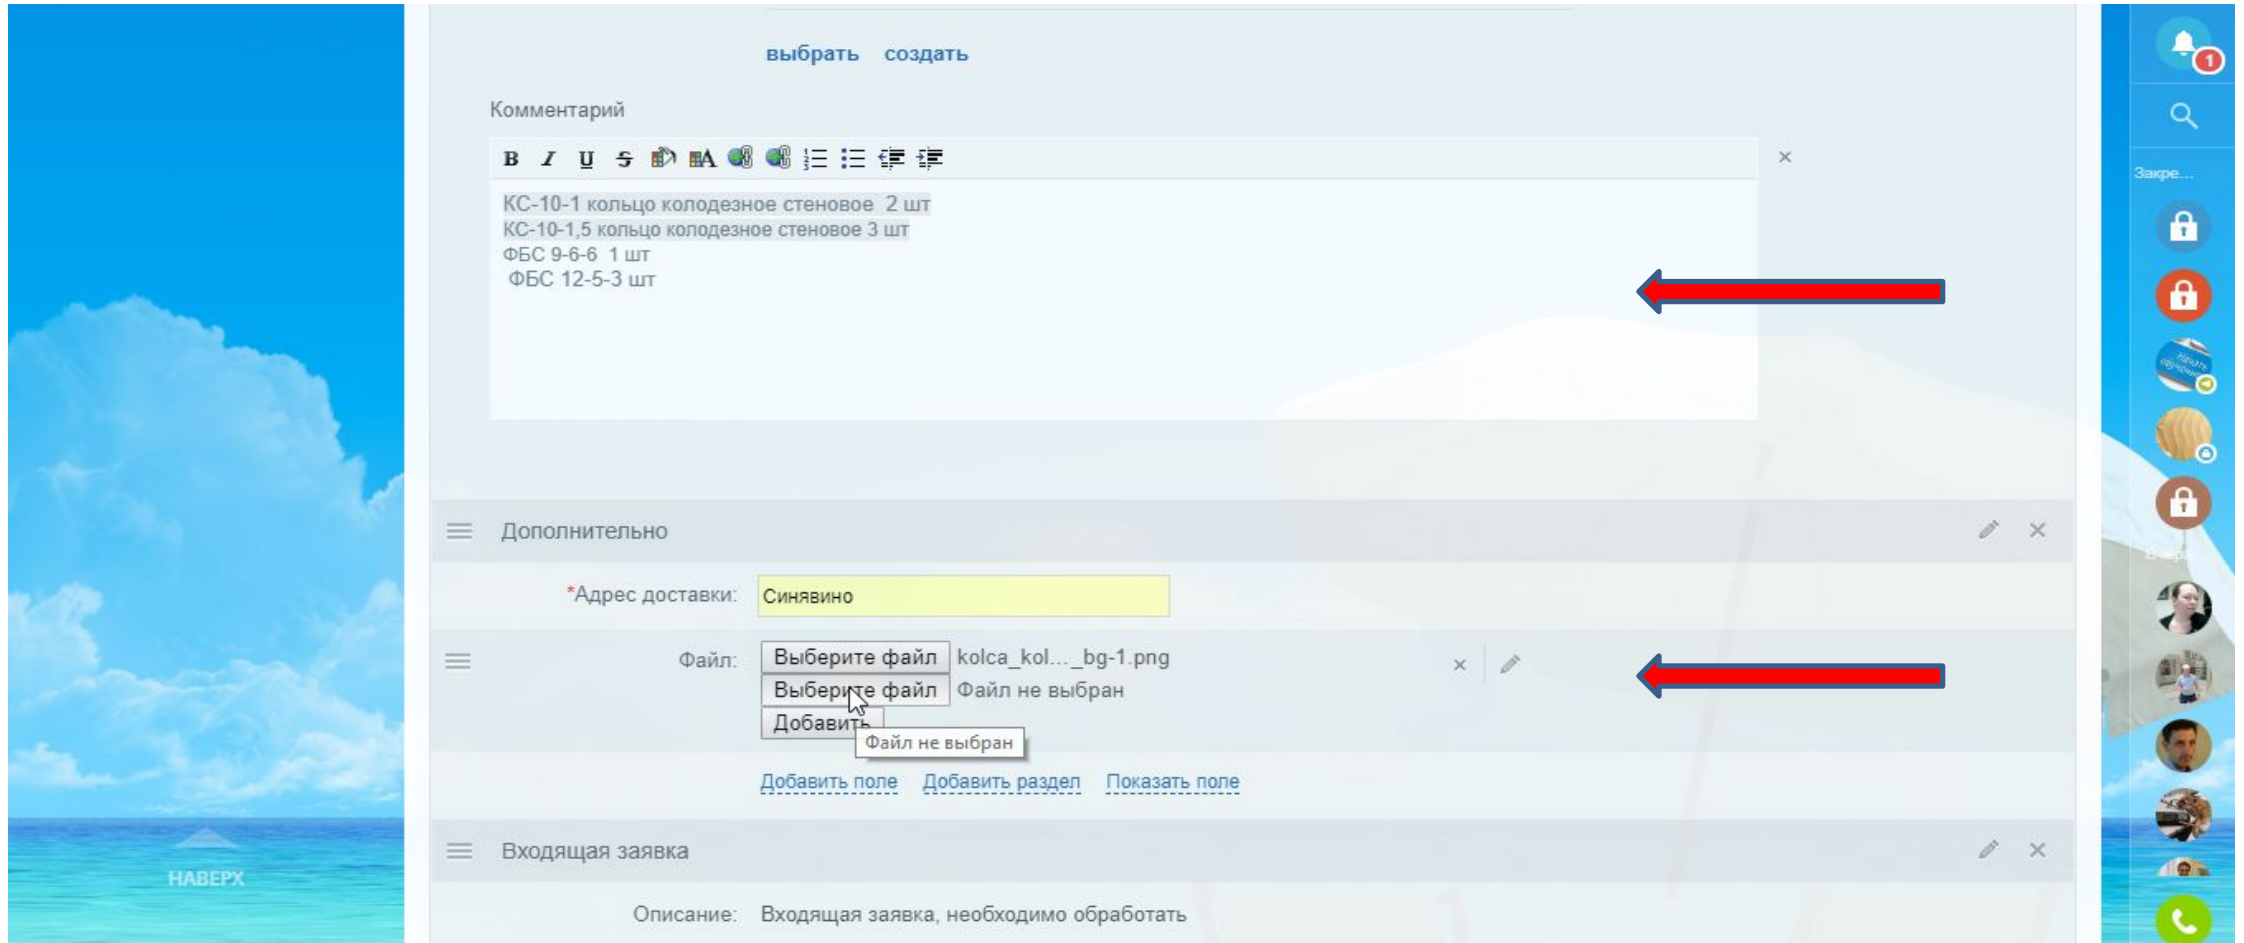 выбрать создать
1
Комментарий
B I U S
КС-10-1 кольцо колодезное стеновое  2 шт
КС-10-1,5 кольцо колодезное стеновое 3 шт
ФБС 9-6-6  1 шт
ФБС 12-5-3 шт
Закре...
Дополнительно
*Адрес доставки: Синявино
Файл: Выберите файл kolca_kol..._bg-1.png
Выберите файл Файл не выбран
Добавить
Файл не выбран
Добавить поле Добавить раздел Показать поле
Входящая заявка
НАВЕРХ
Описание: Входящая заявка, необходимо обработать